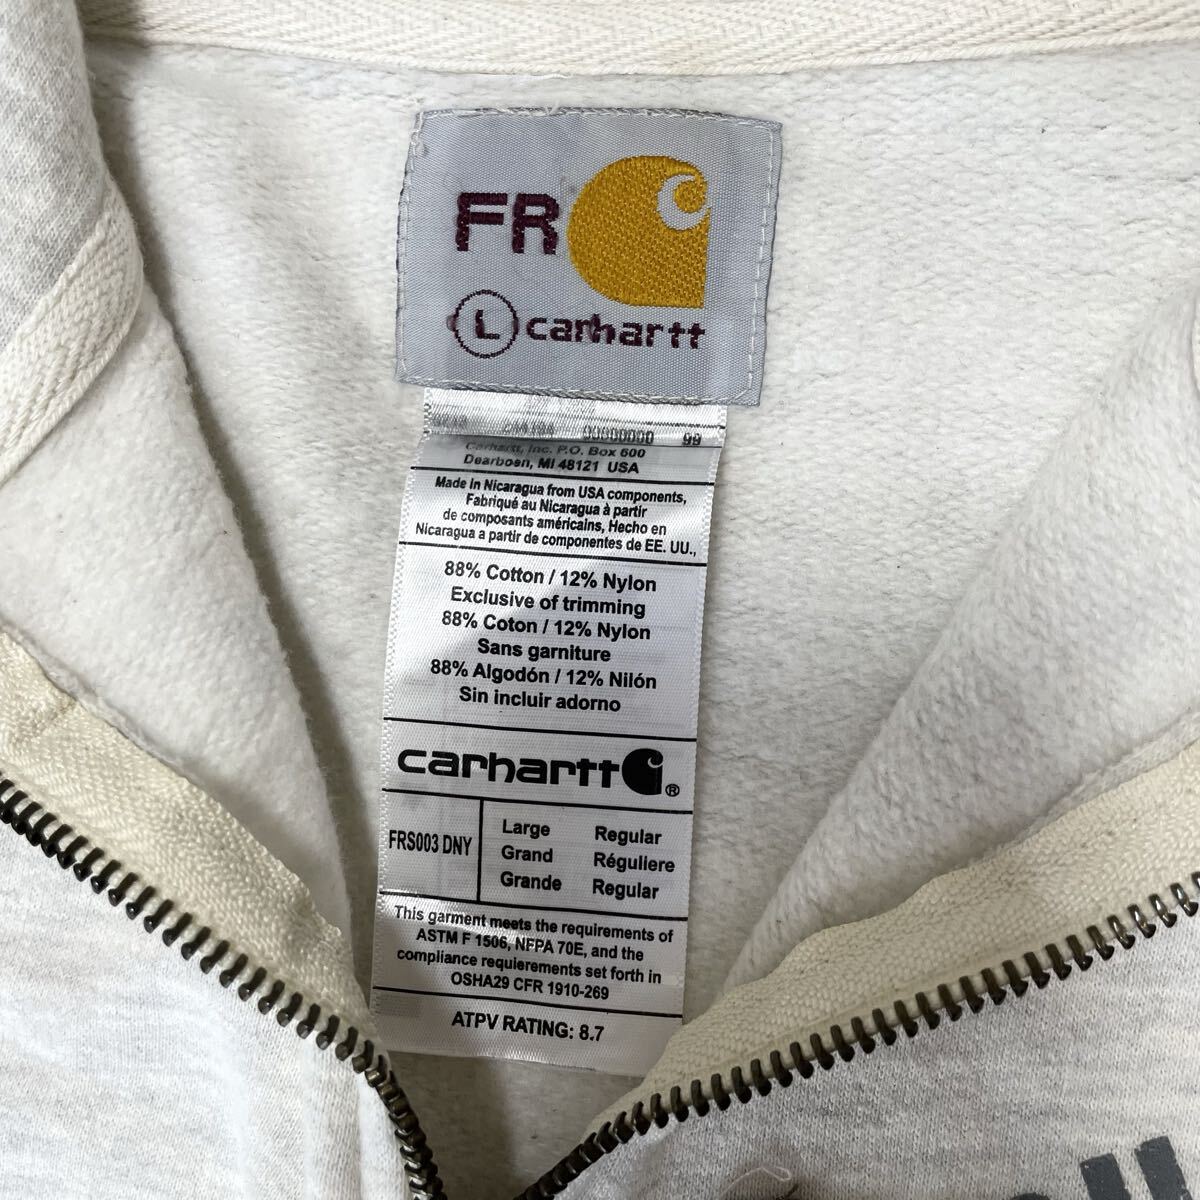 FR
L carhartt
00000000 99
Carhartt, Inc. P.O. Box 600
Dearbosn, MI 48121 USA
Made in Nicaragua from USA components,
Fabriqué au Nicaragua à partir
de composants américains, Hecho en
Nicaragua a partir de componentes de EE. UU.,
88% Cotton / 12% Nylon
Exclusive of trimming
88% Coton / 12% Nylon
Sans garniture
88% Algodón / 12% Nilón
Sin incluir adorno
carhartt ®
FRS003 DNY
Large Regular
Grand Réguliere
Grande Regular
This garment meets the requirements of
ASTM F 1506, NFPA 70E, and the
compliance requierements set forth in
OSHA29 CFR 1910-269
ATPV RATING: 8.7